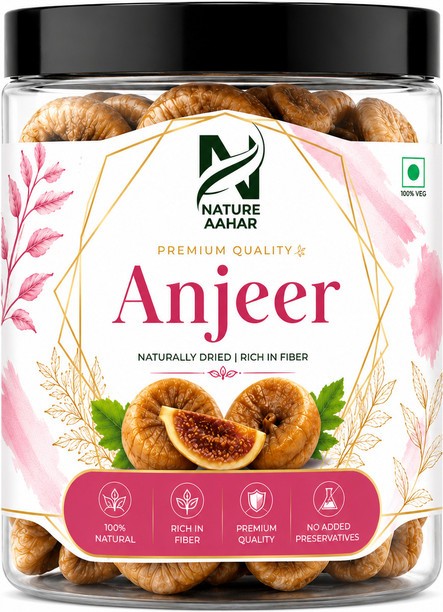 NATURE
AAHAR
100% VEG
PREMIUM QUALITY
Anjeer
NATURALLY DRIED | RICH IN FIBER
100%
NATURAL
RICH IN
FIBER
PREMIUM
QUALITY
NO ADDED
PRESERVATIVES